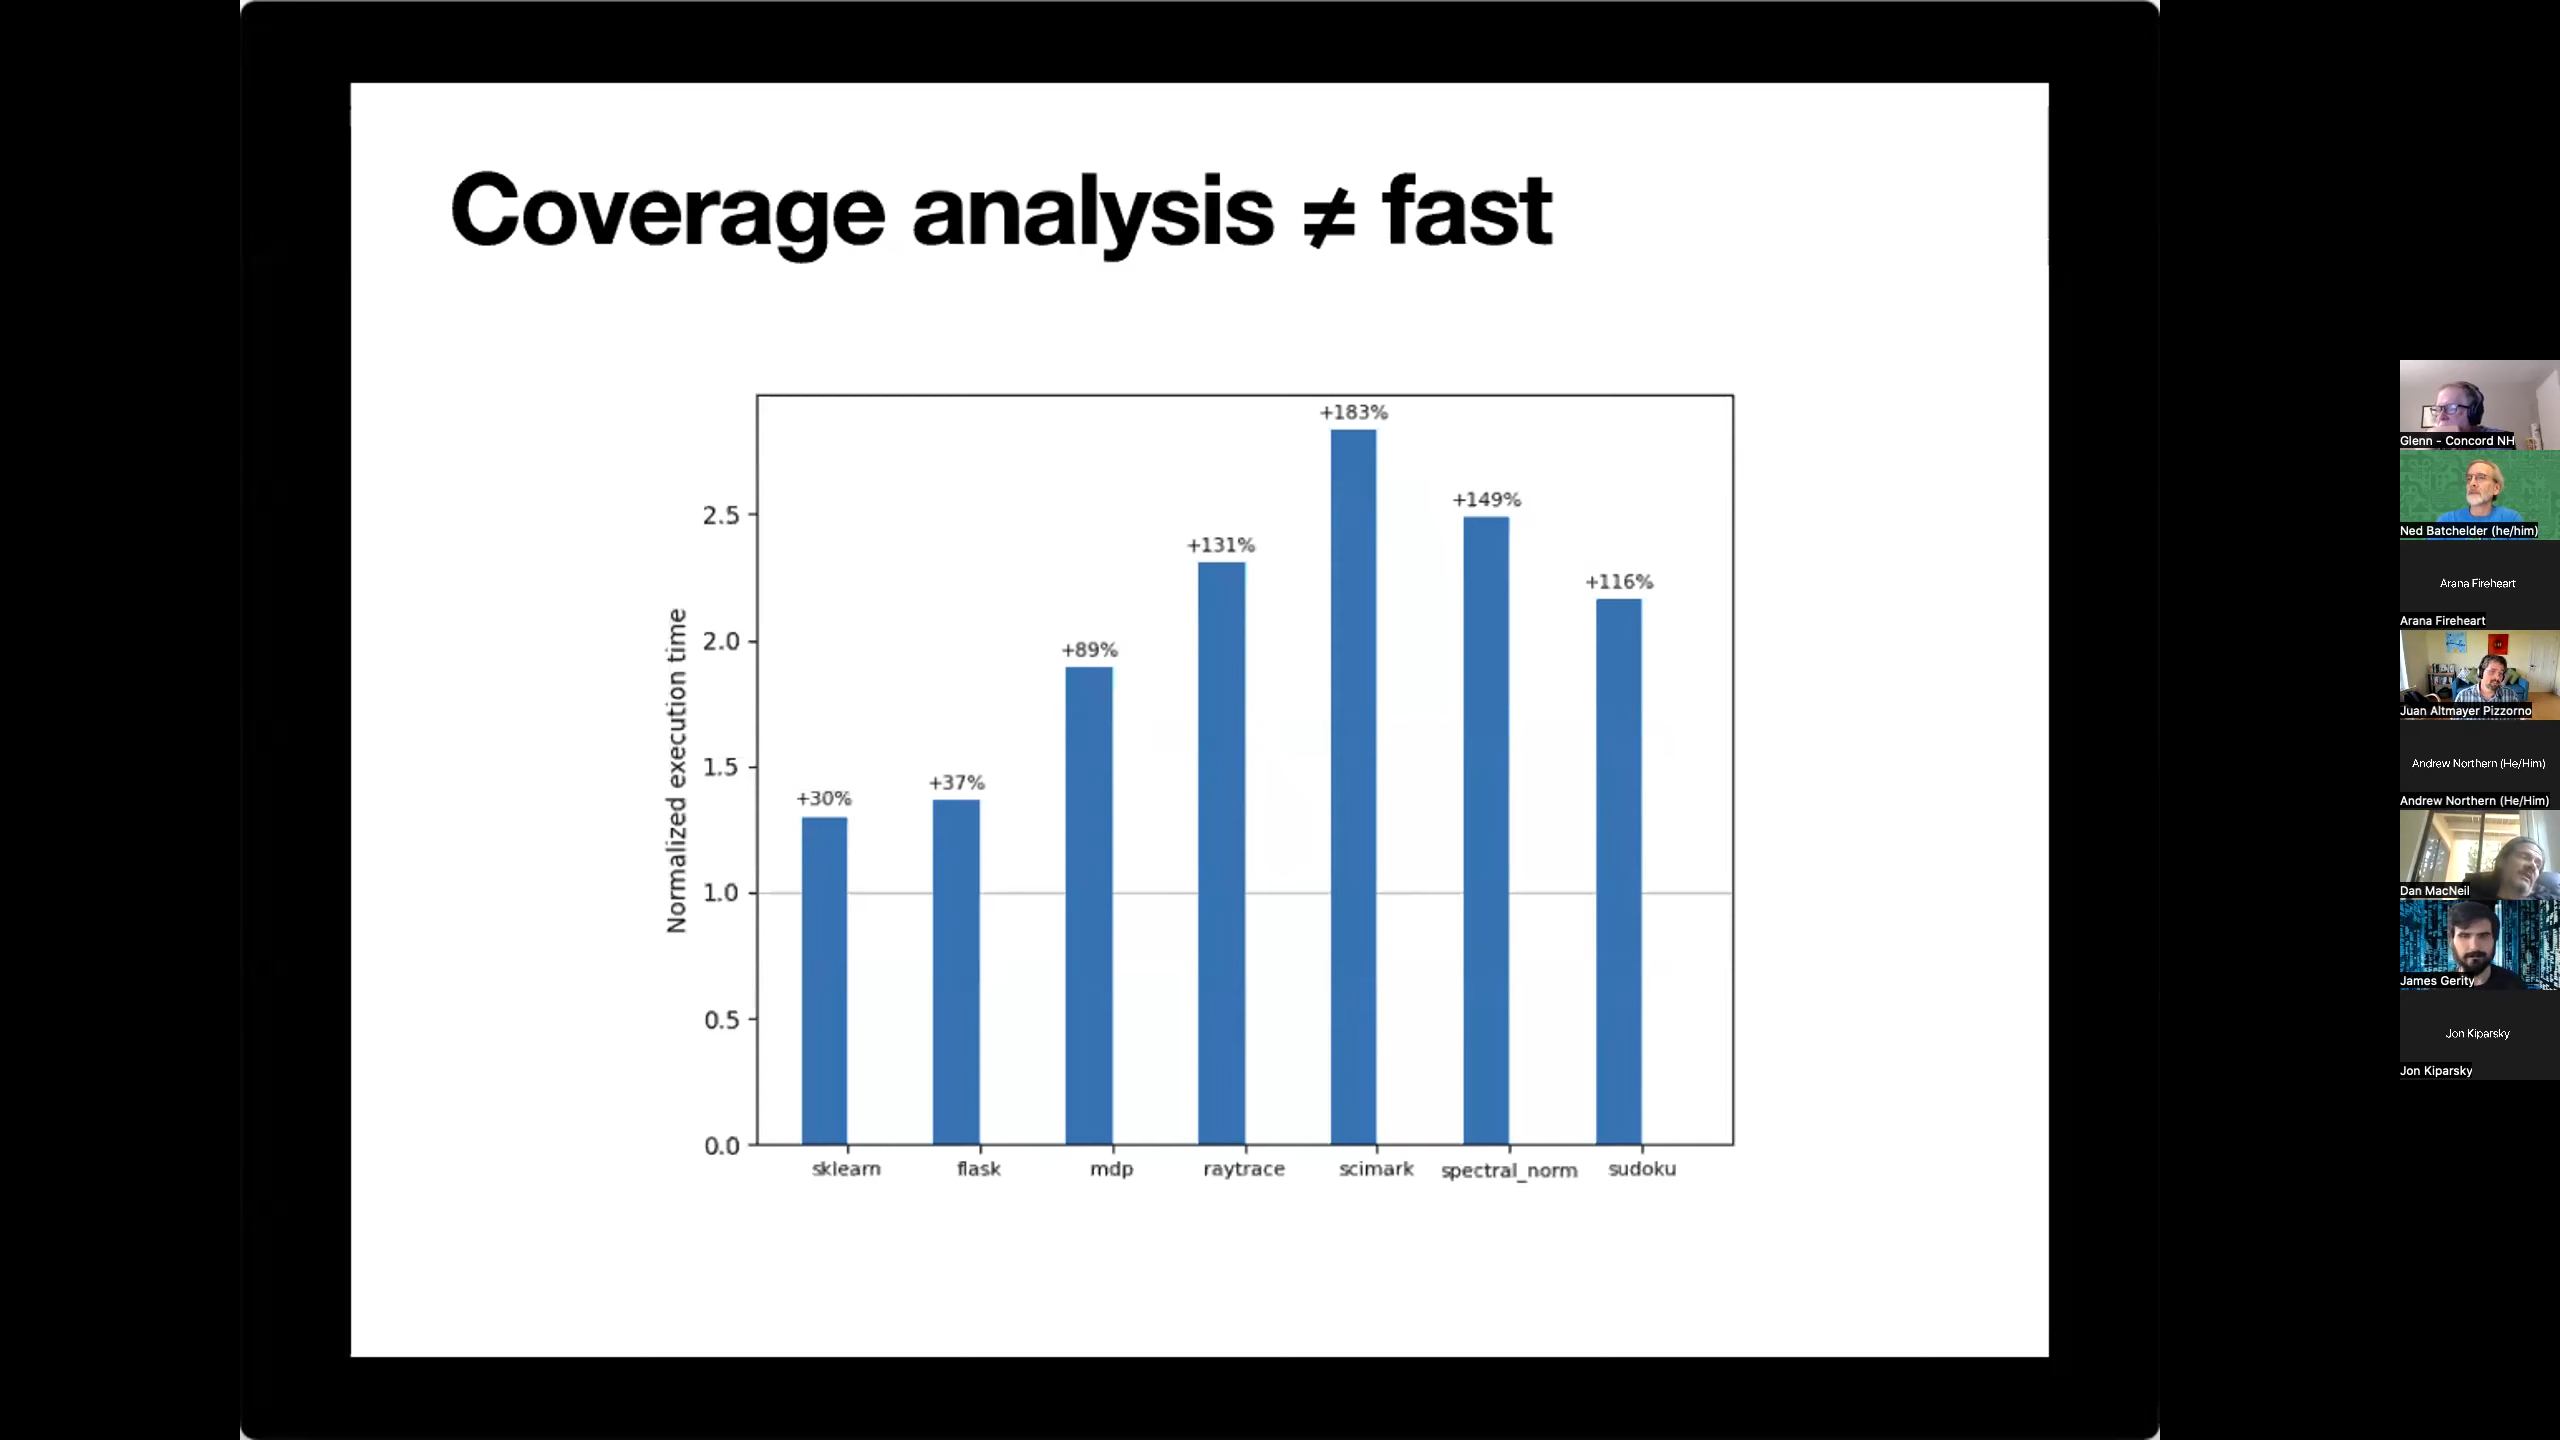 Coverage analysis ≠ fast
Normalized execution time
2.5
2.0
1.5
1.0
0.5
0.0
+30%
+37%
+89%
+131%
+183%
+149%
+116%
sklearn
flask
mdp
raytrace
scimark
spectral_norm
sudoku
Glenn - Concord NH
Ned Batchelder (he/him)
Arana Fireheart
Arana Fireheart
Juan Altmayer Pizzorno
Andrew Northern (He/Him)
Andrew Northern (He/Him)
Dan MacNeil
James Gerity
Jon Kiparsky
Jon Kiparsky